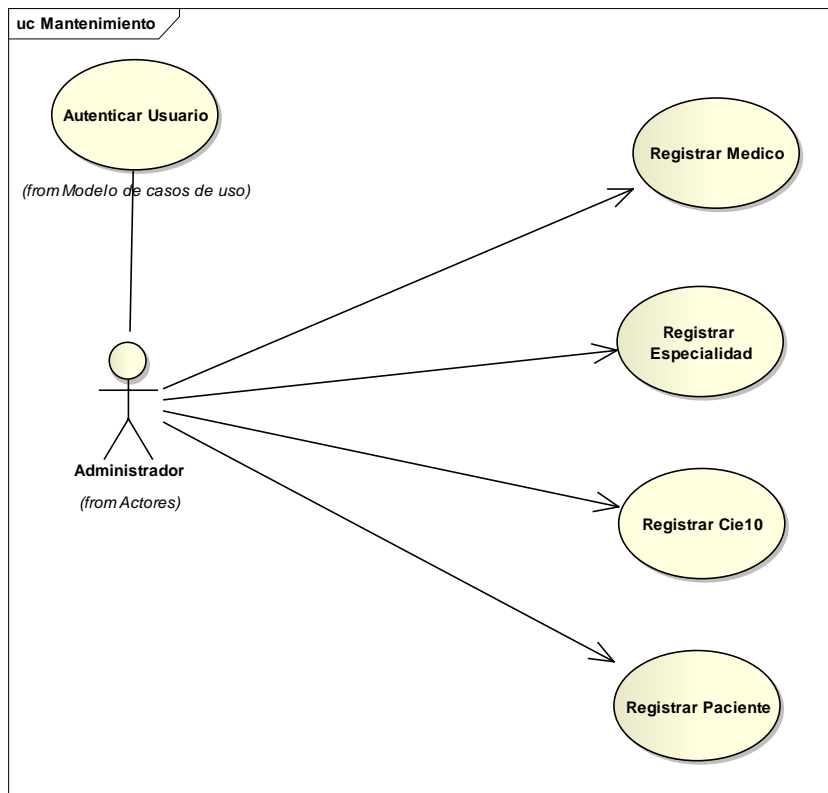 uc Mantenimiento
Autenticar Usuario
(from Modelo de casos de uso)
Registrar Medico
Registrar
Especialidad
Administrador
(from Actores)
Registrar Cie10
Registrar Paciente